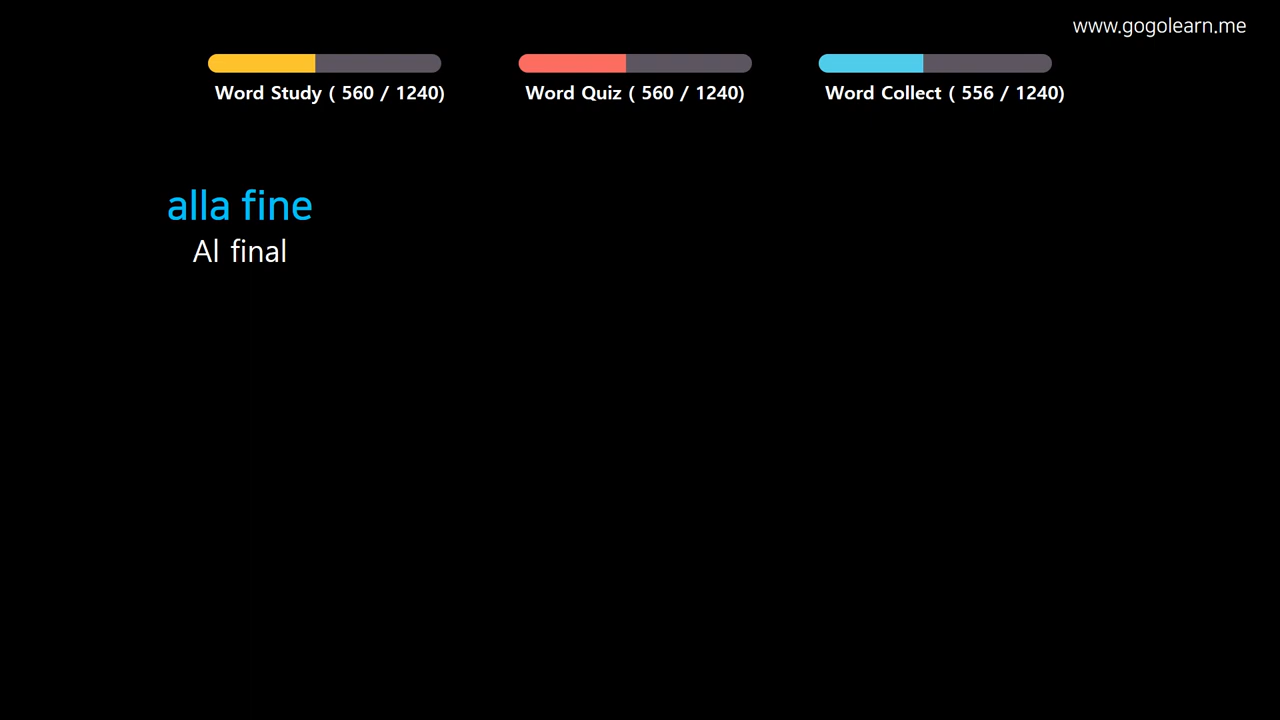 www.gogolearn.me
Word Study ( 560 / 1240)
Word Quiz ( 560 / 1240)
Word Collect ( 556 / 1240)
alla fine
Al final